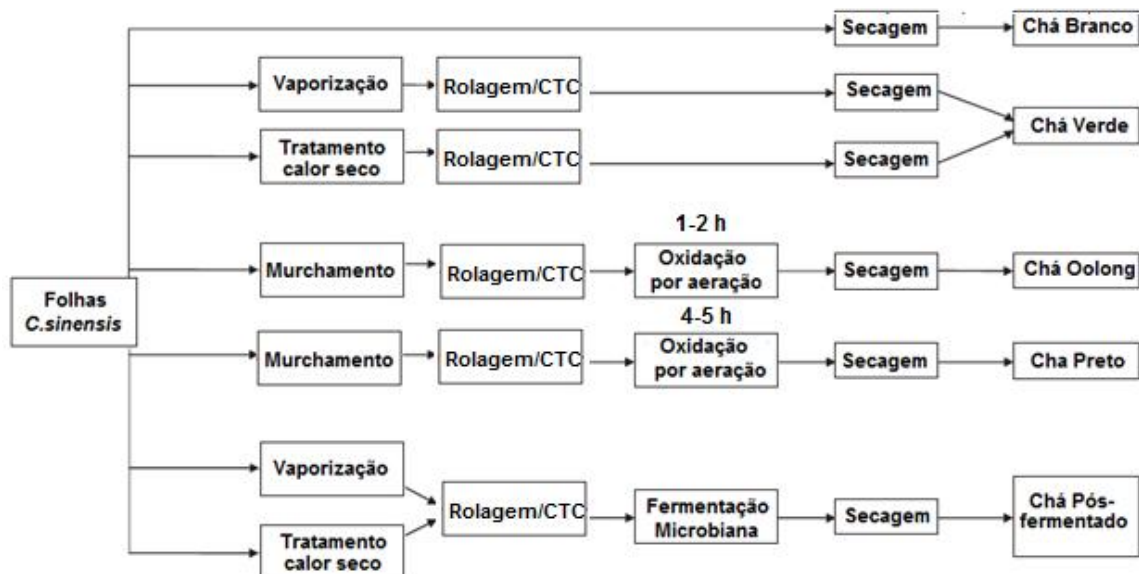 Secagem
Chá Branco
Vaporização
Rolagem/CTC
Secagem
Chá Verde
Tratamento
calor seco
Rolagem/CTC
Secagem
1-2 h
Murchamento
Rolagem/CTC
Oxidação
por aeração
Secagem
Chá Oolong
Folhas
C.sinensis
4-5 h
Murchamento
Rolagem/CTC
Oxidação
por aeração
Secagem
Cha Preto
Vaporização
Rolagem/CTC
Fermentação
Microbiana
Secagem
Chá Pós-
fermentado
Tratamento
calor seco